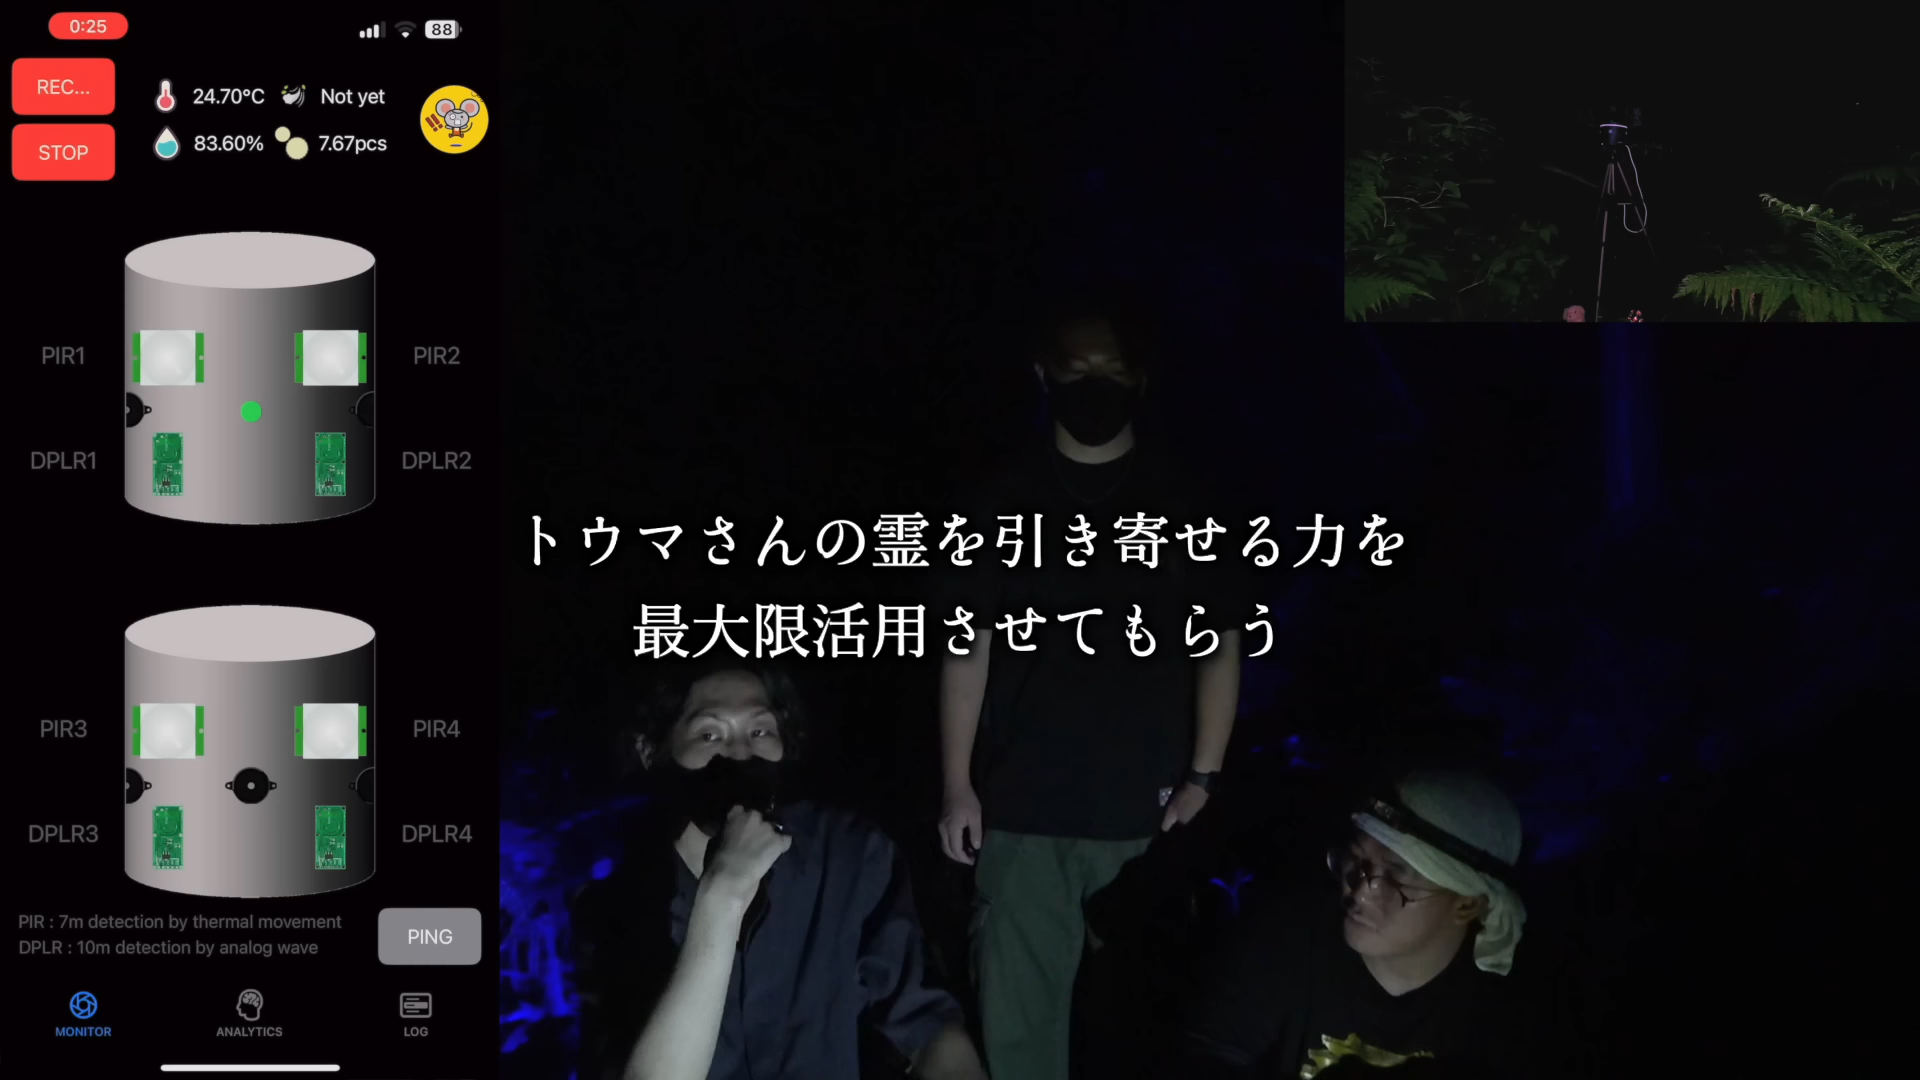 0:25
88
REC...
24.70°C
Not yet
STOP
83.60%
7.67pcs
PIR1
PIR2
DPLR1
DPLR2
トウマさんの霊を引き寄せる力を
最大限活用させてもらう
PIR3
PIR4
DPLR3
DPLR4
PIR : 7m detection by thermal movement
DPLR : 10m detection by analog wave
PING
MONITOR
ANALYTICS
LOG